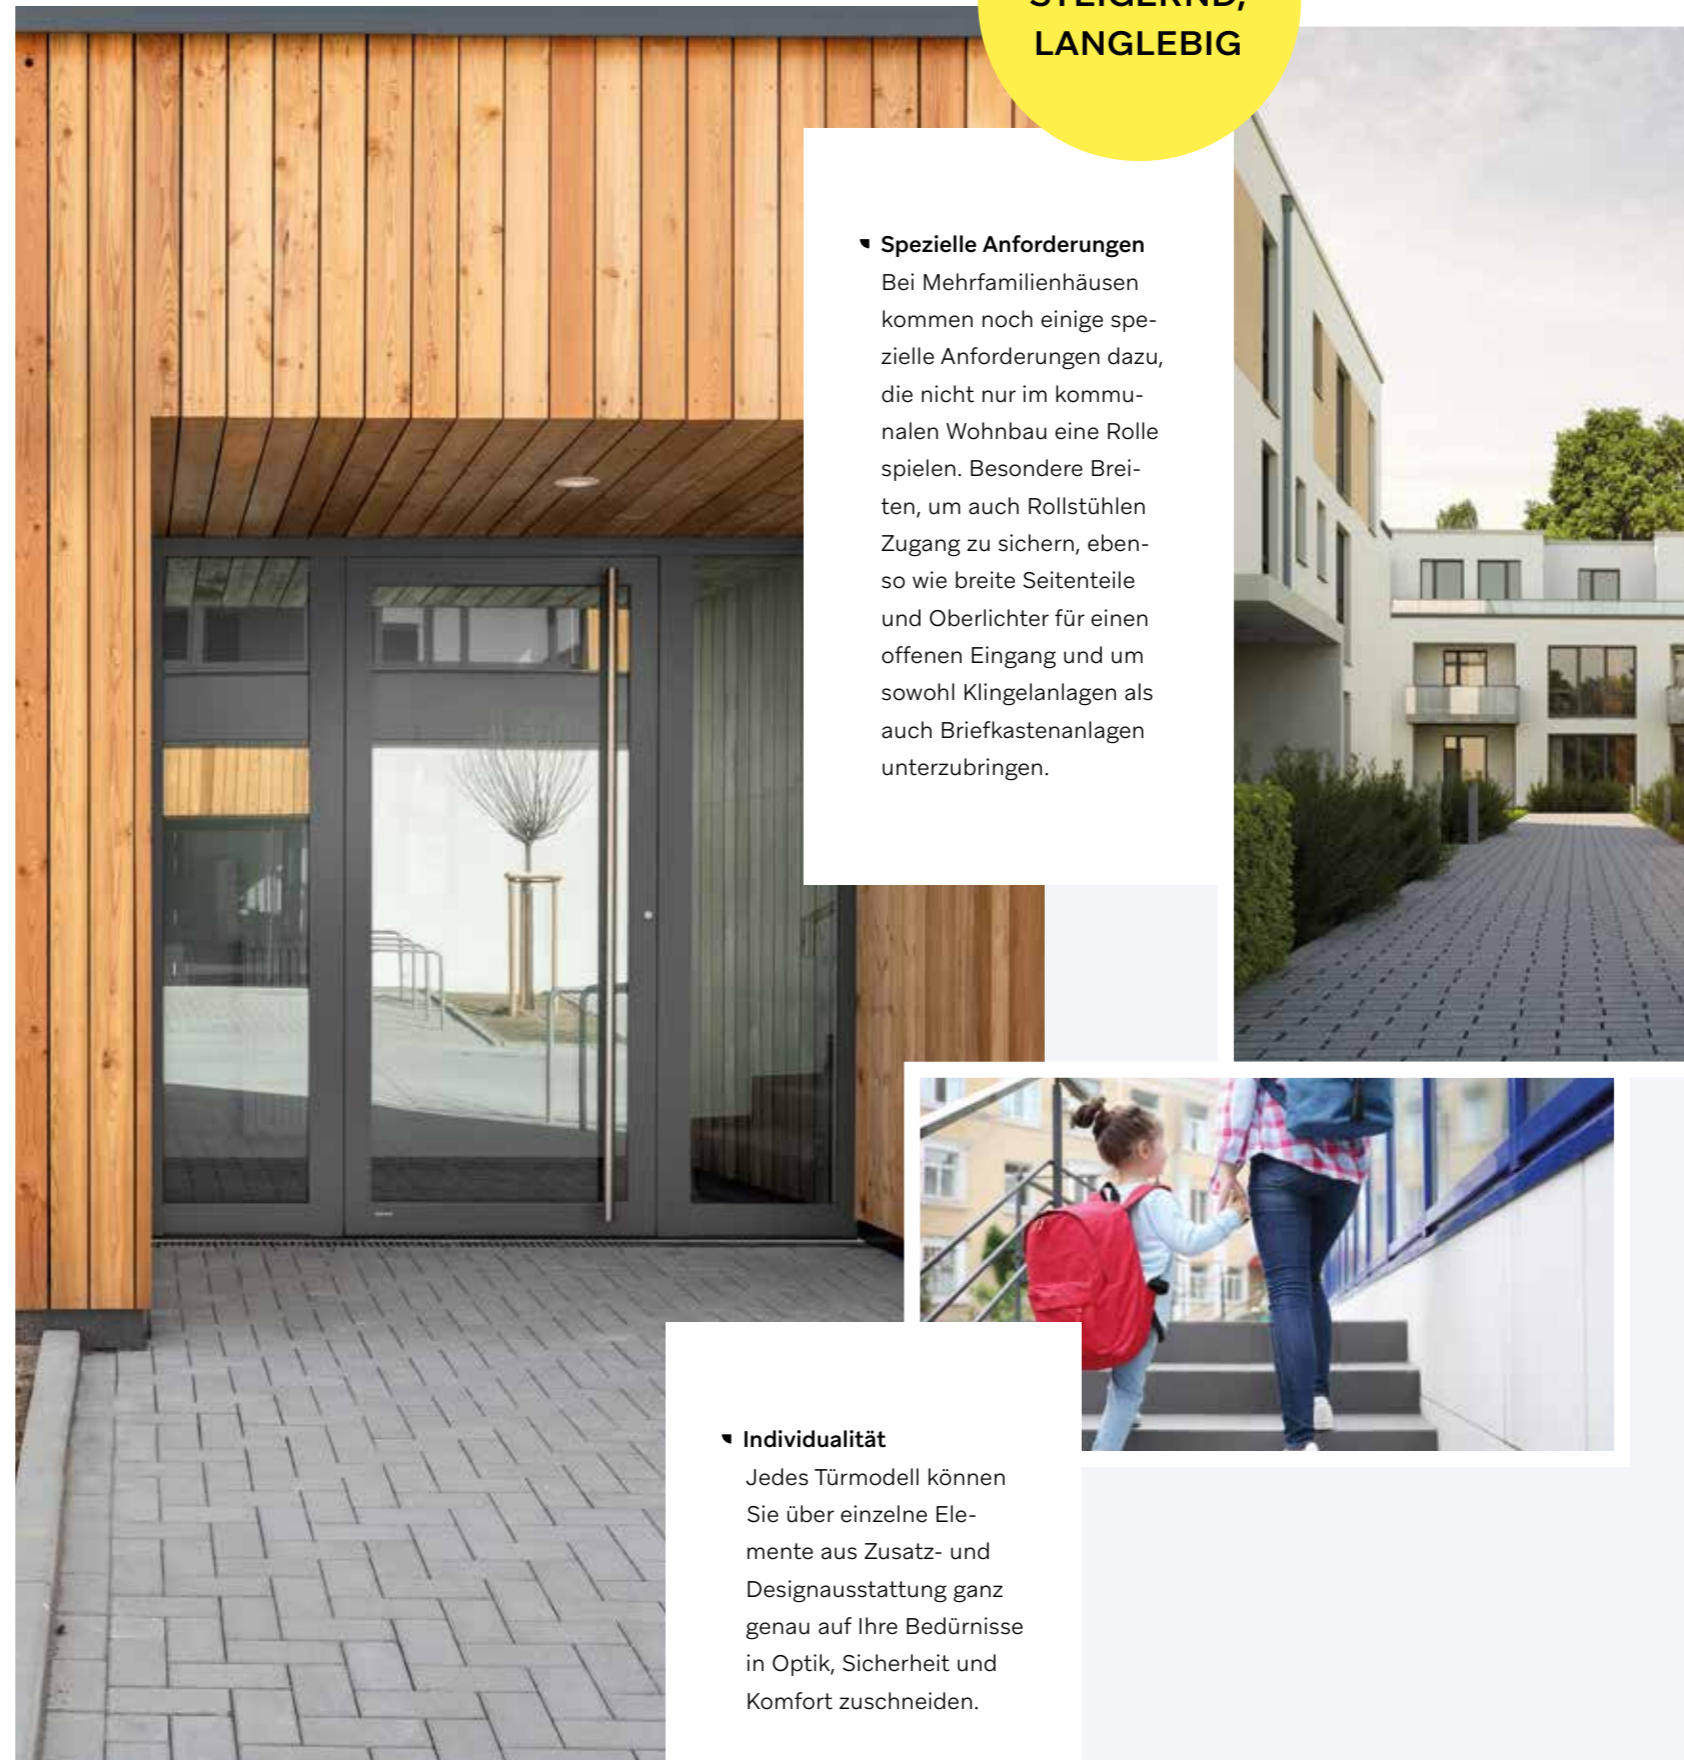 STEIGERND,
LANGLEBIG
Spezielle Anforderungen
Bei Mehrfamilienhäusen
kommen noch einige spe-
zielle Anforderungen dazu,
die nicht nur im kommu-
nalen Wohnbau eine Rolle
spielen. Besondere Brei-
ten, um auch Rollstühlen
Zugang zu sichern, eben-
so wie breite Seitenteile
und Oberlichter für einen
offenen Eingang und um
sowohl Klingelanlagen als
auch Briefkastenanlagen
unterzubringen.
Individualität
Jedes Türmodell können
Sie über einzelne Ele-
mente aus Zusatz- und
Designausstattung ganz
genau auf Ihre Bedürnisse
in Optik, Sicherheit und
Komfort zuschneiden.